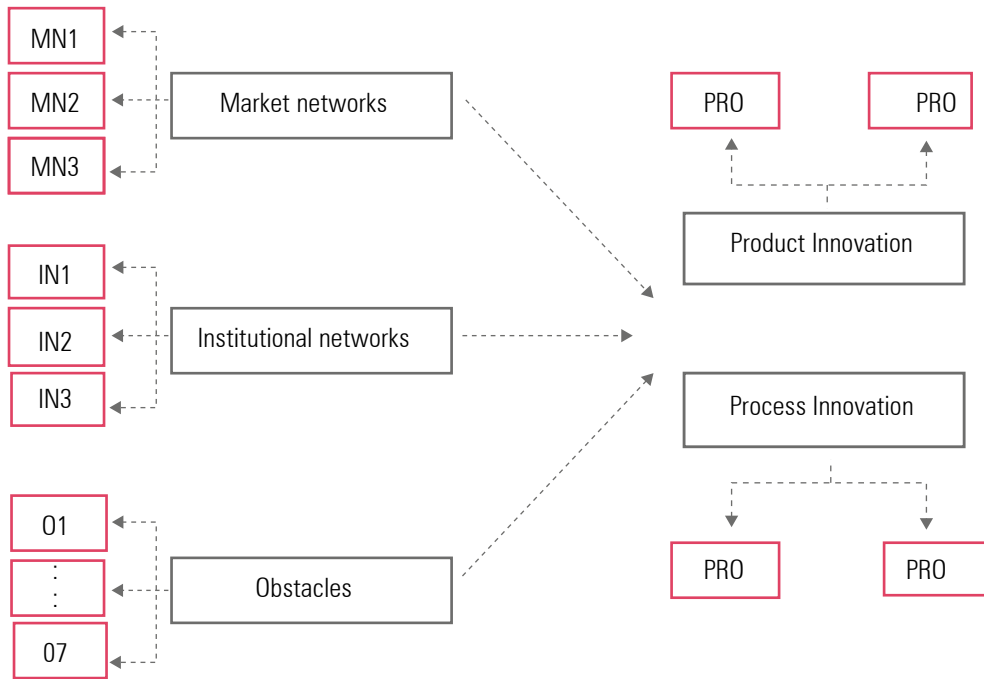 MN1
MN2
MN3
Market networks
IN1
IN2
IN3
Institutional networks
O1
:
:
O7
Obstacles
PRO
PRO
Product Innovation
Process Innovation
PRO
PRO